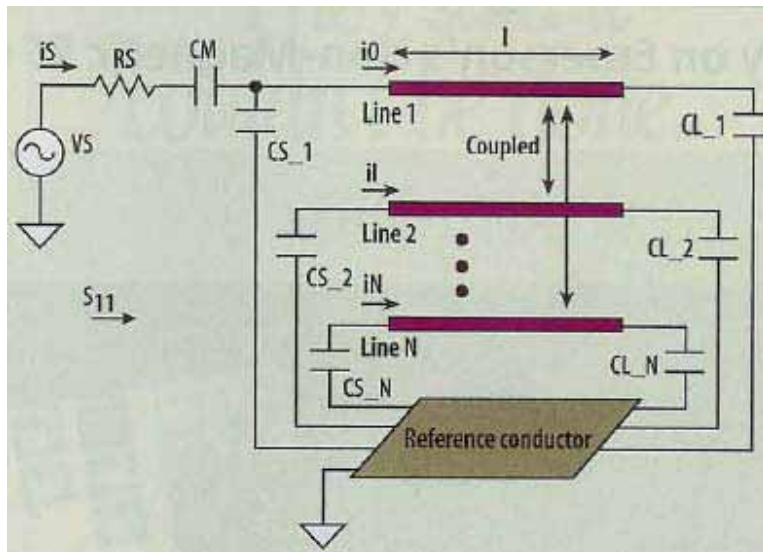 iS
RS
CM
i0
l
Line 1
VS
CS_1
Coupled
CL_1
iI
Line 2
CS_2
CL_2
S11
iN
Line N
CS_N
CL_N
Reference conductor